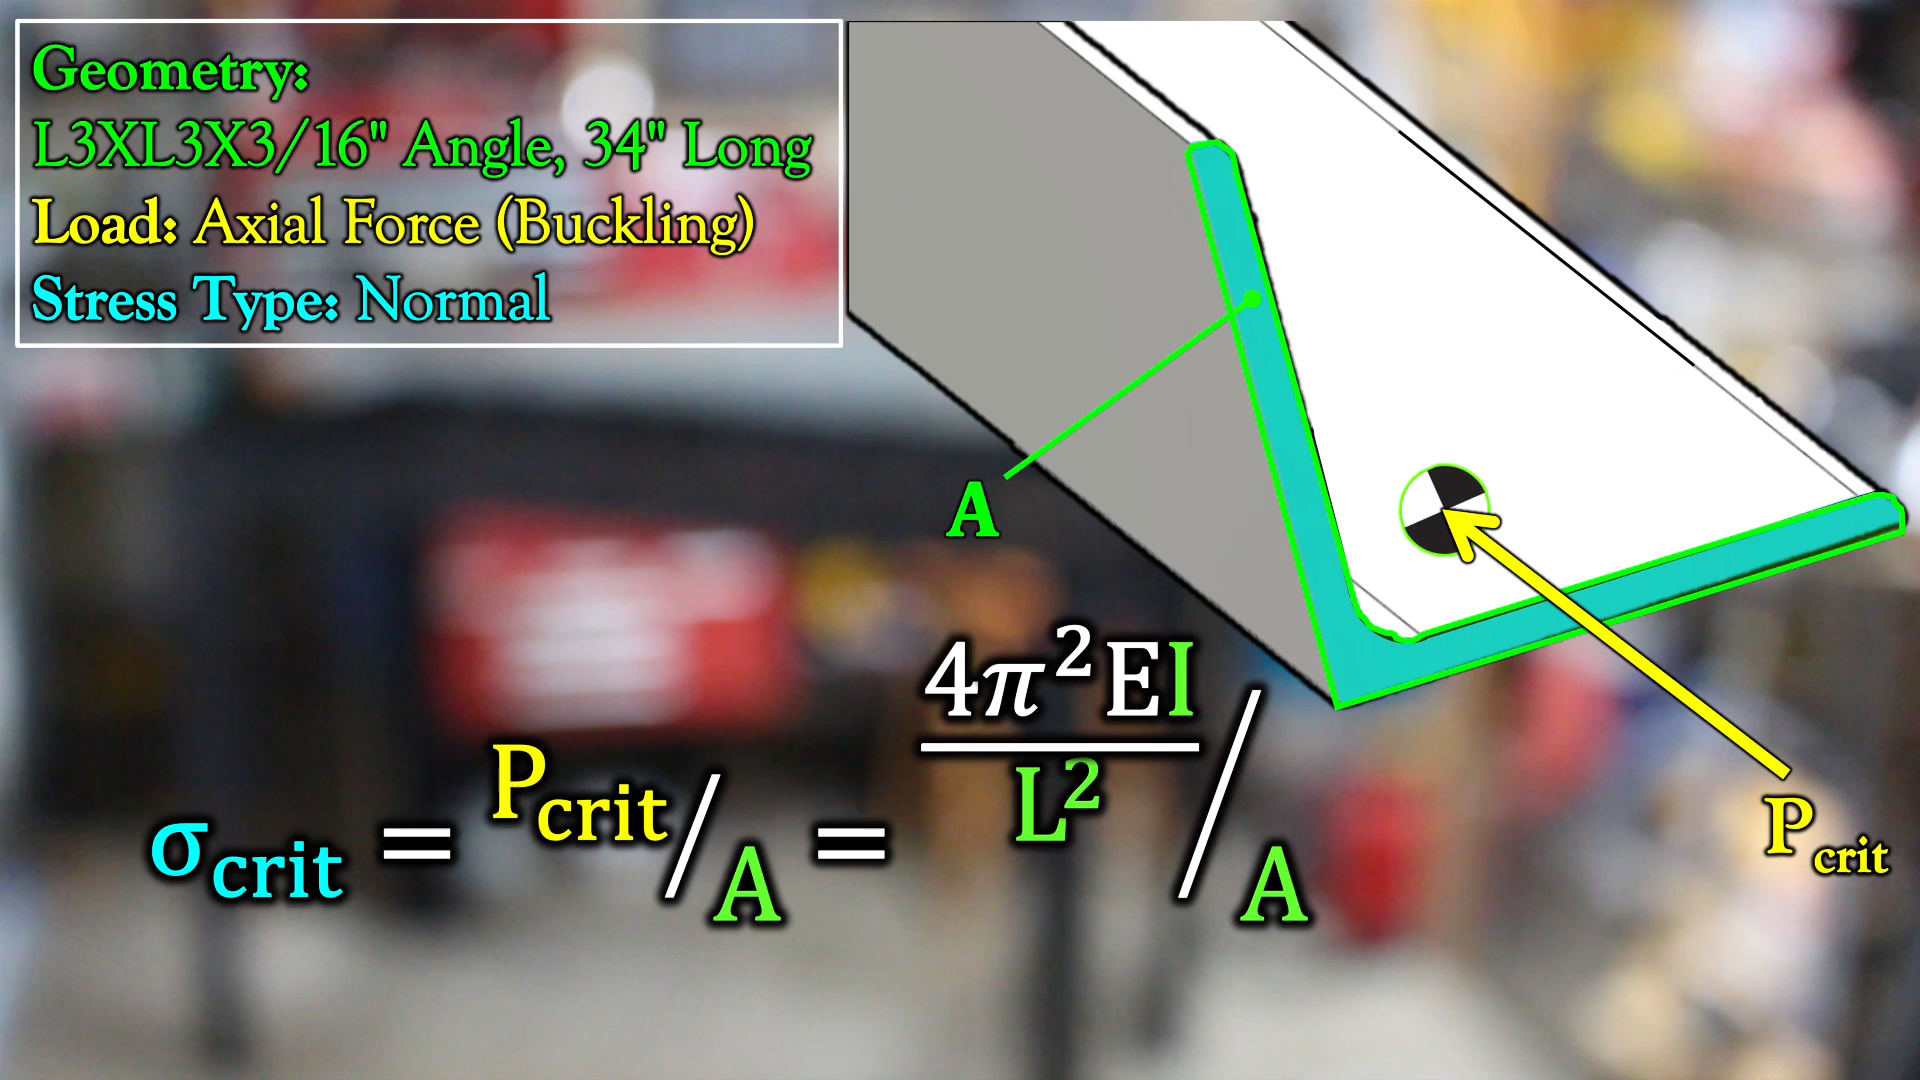 Geometry:
L3XL3X3/16" Angle, 34" Long
Load: Axial Force (Buckling)
Stress Type: Normal
A
σcrit = Pcrit/A = 4π²EI/L² / A
Pcrit